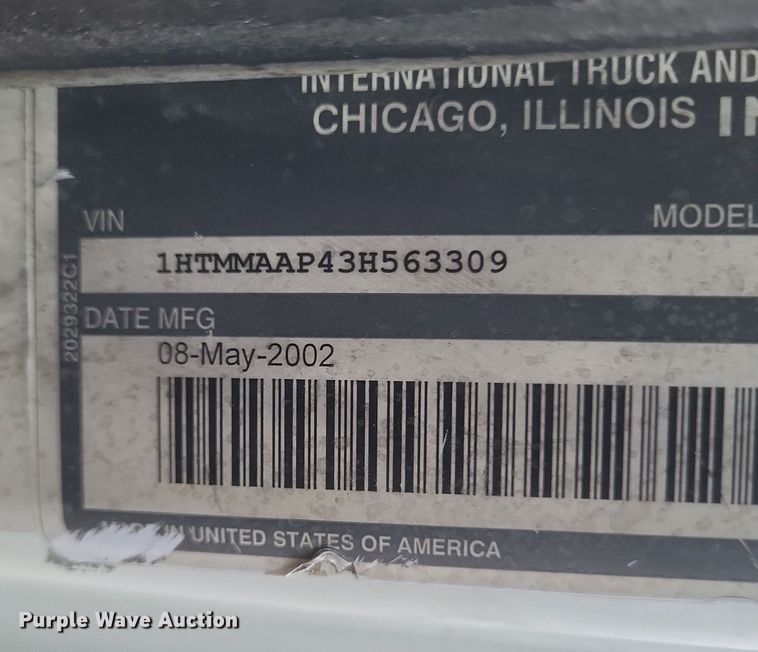 INTERNATIONAL TRUCK AND
CHICAGO, ILLINOIS
VIN
MODEL
1HTMMAAP43H563309
DATE MFG
08-May-2002
2029322C1
IN UNITED STATES OF AMERICA
Purple Wave Auction